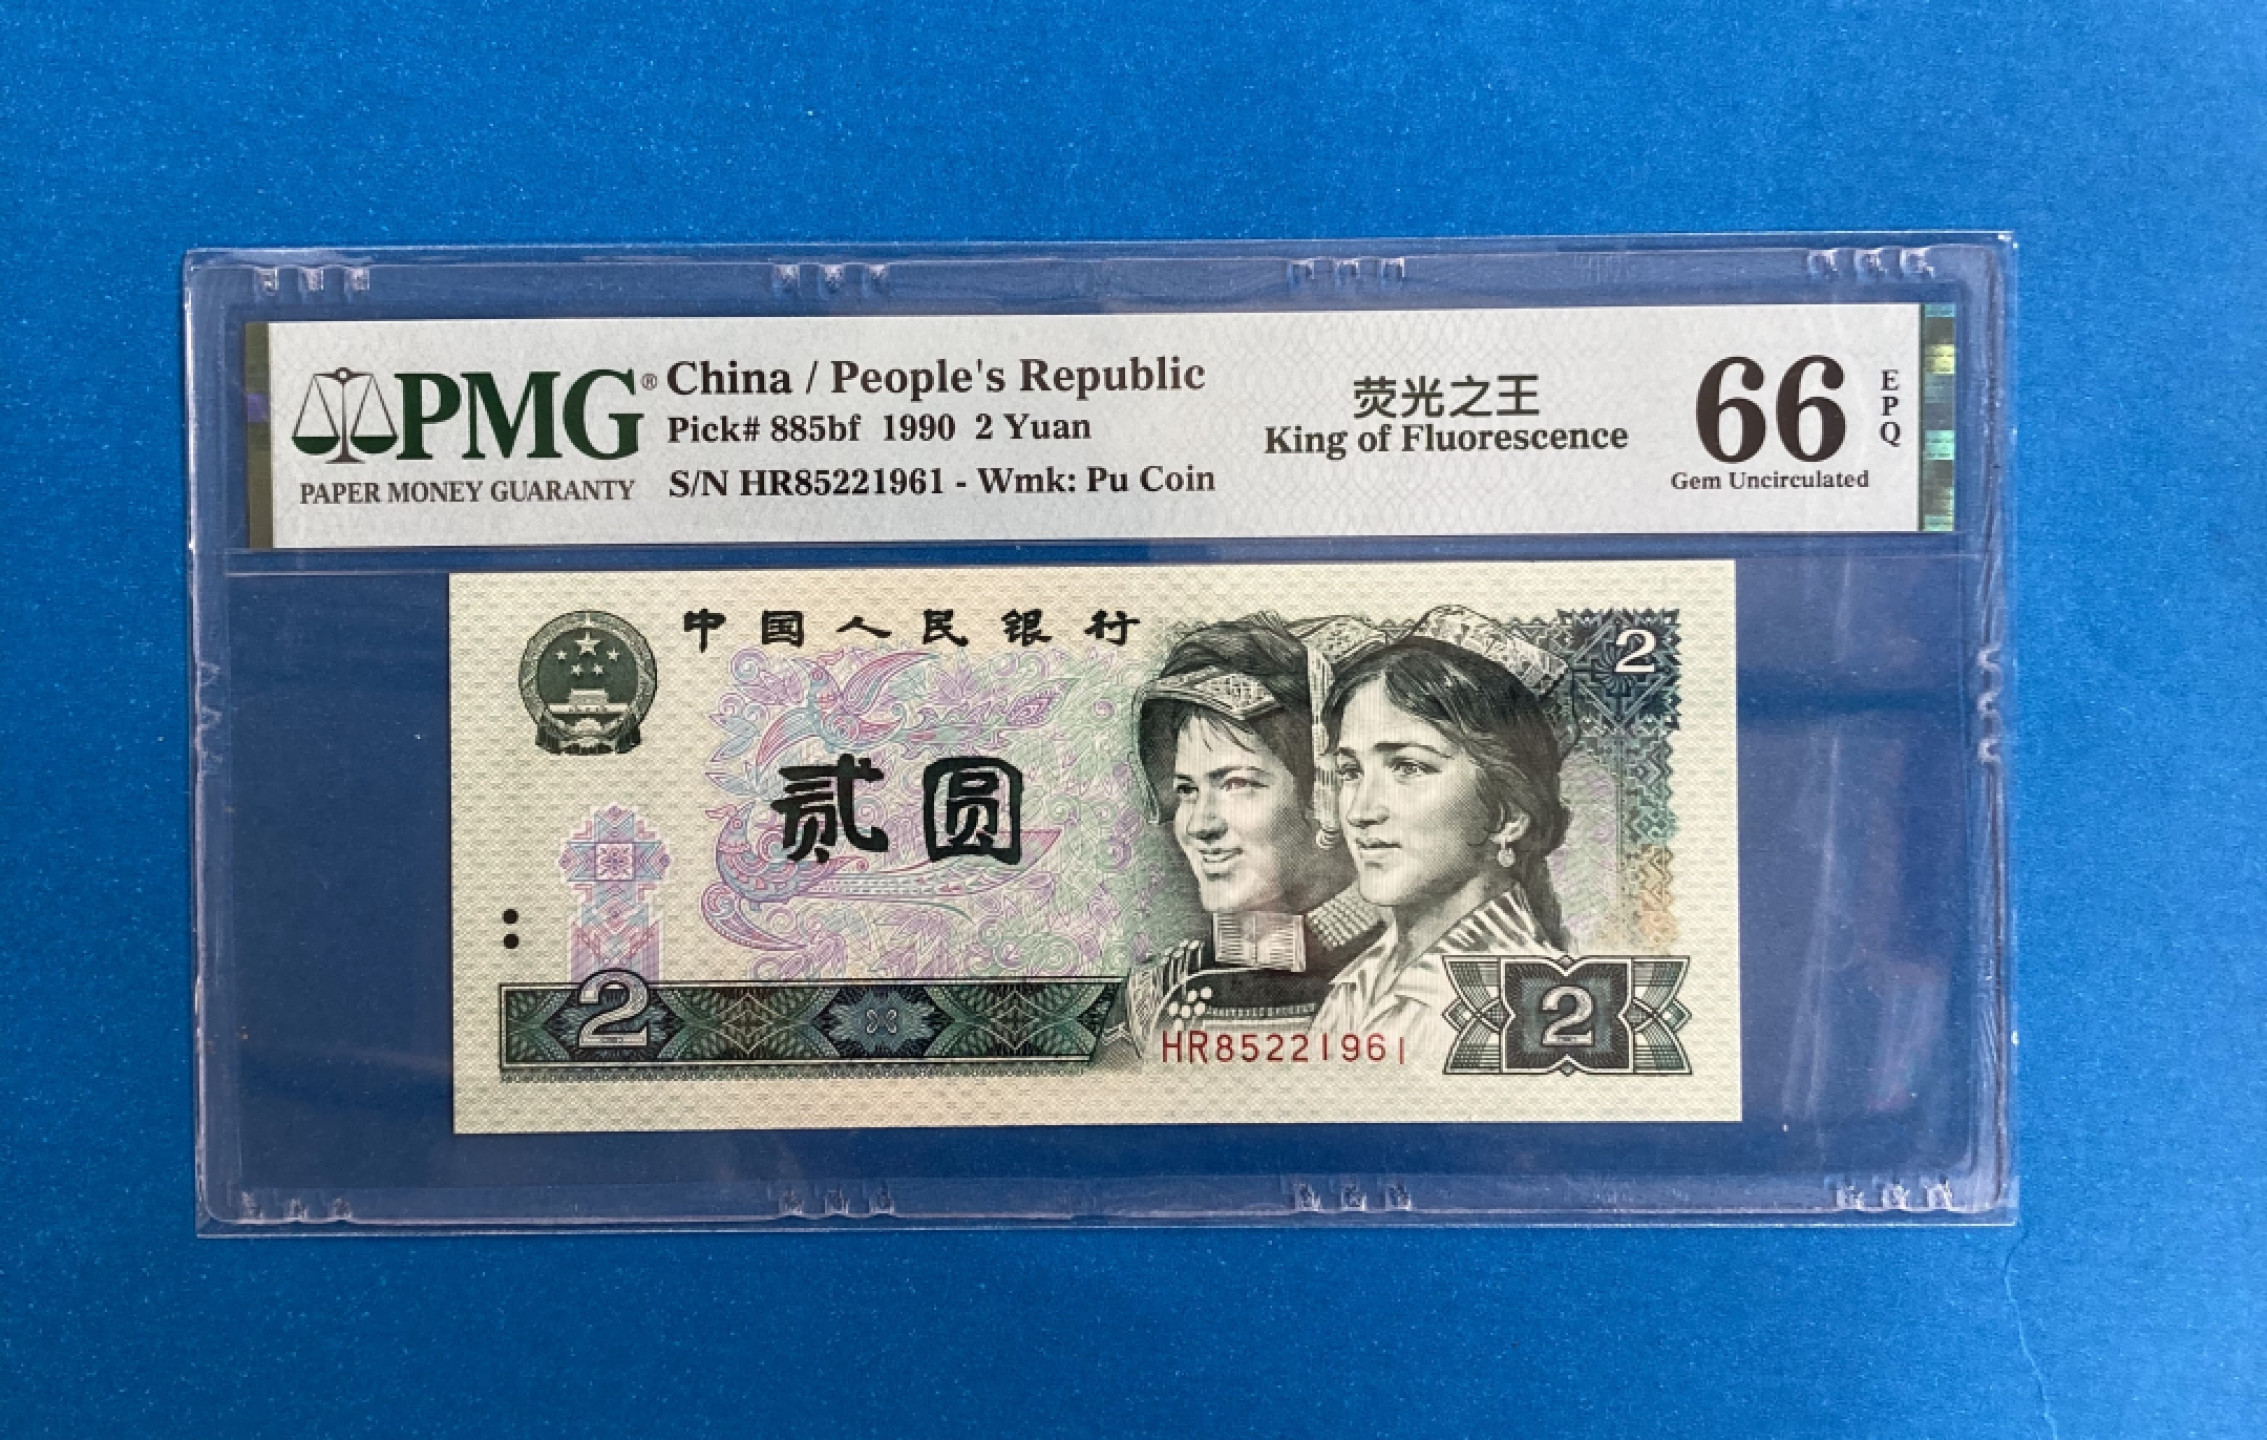 PMG®
PAPER MONEY GUARANTY
China / People's Republic
Pick# 885bf 1990 2 Yuan
S/N HR85221961 - Wmk: Pu Coin
荧光之王
King of Fluorescence
66
EPQ
Gem Uncirculated
中国人民银行
2
贰圆
2
HR85221961
2